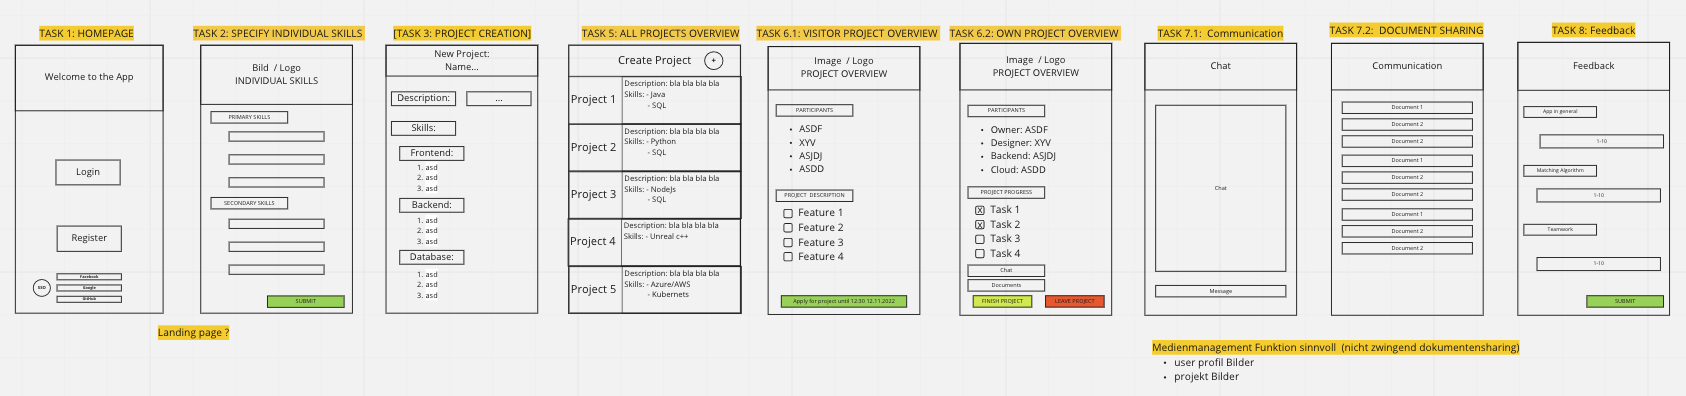 TASK 1: HOMEPAGE
Welcome to the App
Login
Register
SSO
Facebook
Google
GitHub
Landing page ?
TASK 2: SPECIFY INDIVIDUAL SKILLS
Bild / Logo
INDIVIDUAL SKILLS
PRIMARY SKILLS
SECONDARY SKILLS
SUBMIT
[TASK 3: PROJECT CREATION]
New Project:
Name...
Description:
...
Skills:
Frontend:
1. asd
2. asd
3. asd
Backend:
1. asd
2. asd
3. asd
Database:
1. asd
2. asd
3. asd
TASK 5: ALL PROJECTS OVERVIEW
Create Project
+
Project 1
Description: bla bla bla bla
Skills: - Java
- SQL
Project 2
Description: bla bla bla bla
Skills: - Python
- SQL
Project 3
Description: bla bla bla bla
Skills: - NodeJs
- SQL
Project 4
Description: bla bla bla bla
Skills: - Unreal c++
Project 5
Description: bla bla bla bla
Skills: - Azure/AWS
- Kubernets
TASK 6.1: VISITOR PROJECT OVERVIEW
Image / Logo
PROJECT OVERVIEW
PARTICIPANTS
• ASDF
• XYV
• ASJDJ
• ASDD
PROJECT DESCRIPTION
Feature 1
Feature 2
Feature 3
Feature 4
Apply for project until 12:30 12.11.2022
TASK 6.2: OWN PROJECT OVERVIEW
Image / Logo
PROJECT OVERVIEW
PARTICIPANTS
• Owner: ASDF
• Designer: XYV
• Backend: ASJDJ
• Cloud: ASDD
PROJECT PROGRESS
X Task 1
X Task 2
Task 3
Task 4
Chat
Documents
FINISH PROJECT
LEAVE PROJECT
TASK 7.1: Communication
Chat
Chat
Message
TASK 7.2: DOCUMENT SHARING
Communication
Document 1
Document 2
Document 2
Document 1
Document 2
Document 2
Document 1
Document 2
Document 2
TASK 8: Feedback
Feedback
App in general
1-10
Matching Algorithm
1-10
Teamwork
1-10
SUBMIT
Medienmanagement Funktion sinnvoll (nicht zwingend dokumentensharing)
• user profil Bilder
• projekt Bilder